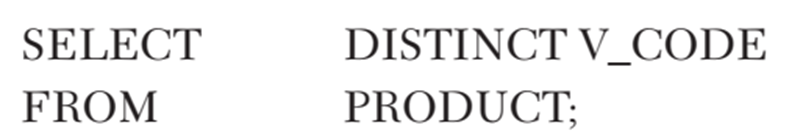 SELECT DISTINCT V_CODE
FROM PRODUCT;